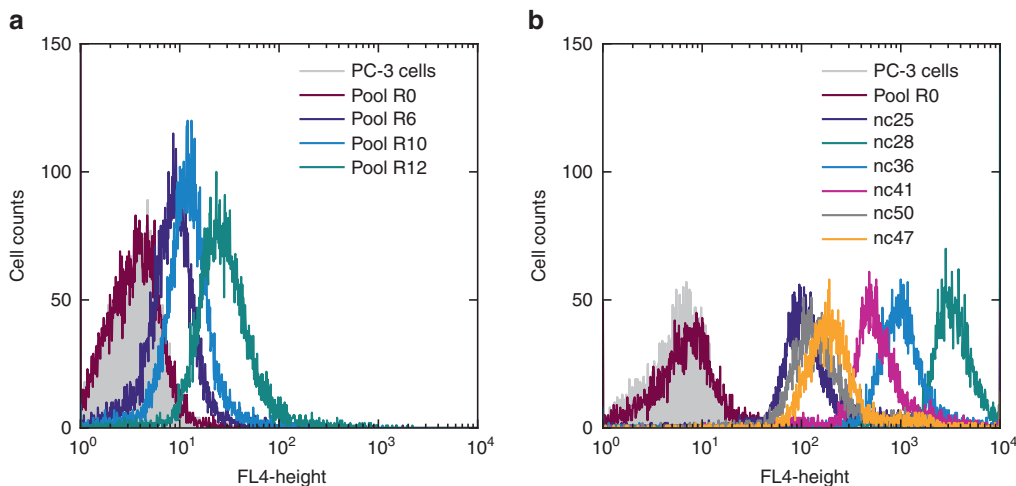 a
150
100
50
0
Cell counts
10⁰
10¹
10²
10³
10⁴
FL4-height
PC-3 cells
Pool R0
Pool R6
Pool R10
Pool R12
b
150
100
50
0
Cell counts
10⁰
10¹
10²
10³
10⁴
FL4-height
PC-3 cells
Pool R0
nc25
nc28
nc36
nc41
nc50
nc47